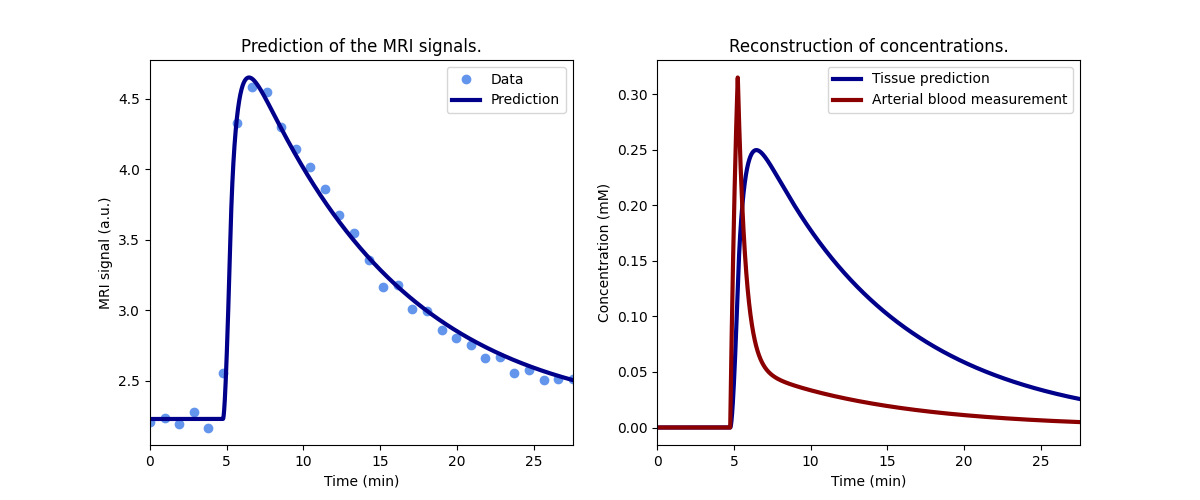 Prediction of the MRI signals.
Data
Prediction
MRI signal (a.u.)
4.5
4.0
3.5
3.0
2.5
0 5 10 15 20 25
Time (min)
Reconstruction of concentrations.
Tissue prediction
Arterial blood measurement
Concentration (mM)
0.30
0.25
0.20
0.15
0.10
0.05
0.00
0 5 10 15 20 25
Time (min)